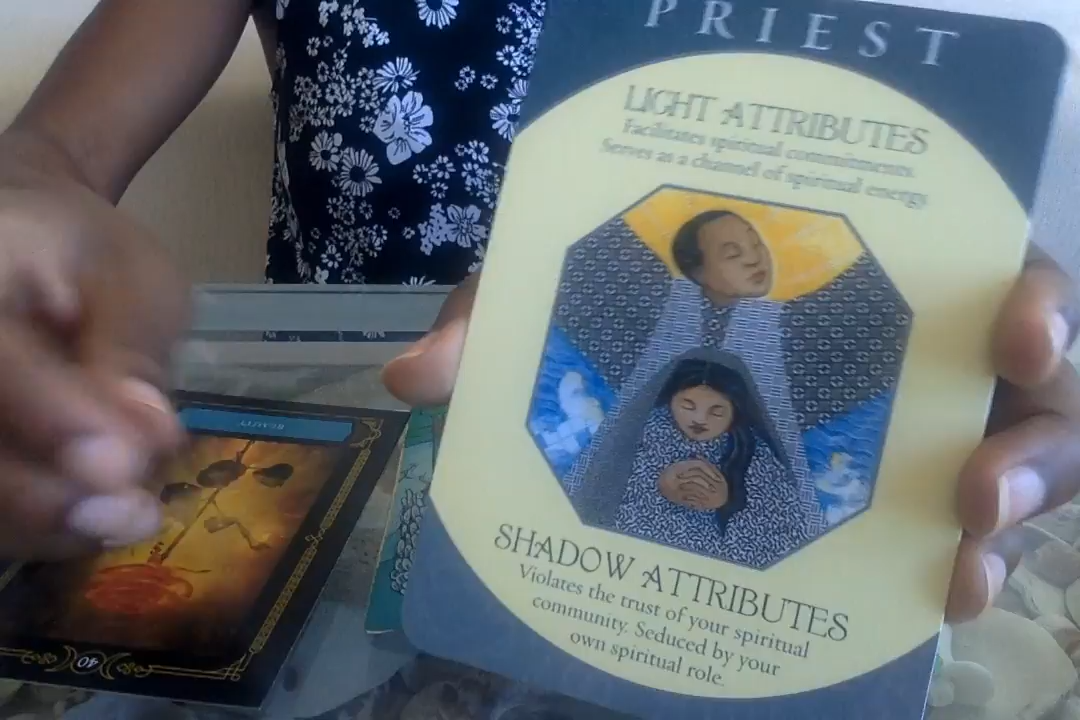 PRIEST
LIGHT ATTRIBUTES
Facilitates spiritual commitments.
Serves as a channel of spiritual energy
SHADOW ATTRIBUTES
Violates the trust of your spiritual
community. Seduced by your
own spiritual role.
BEAUTY
40